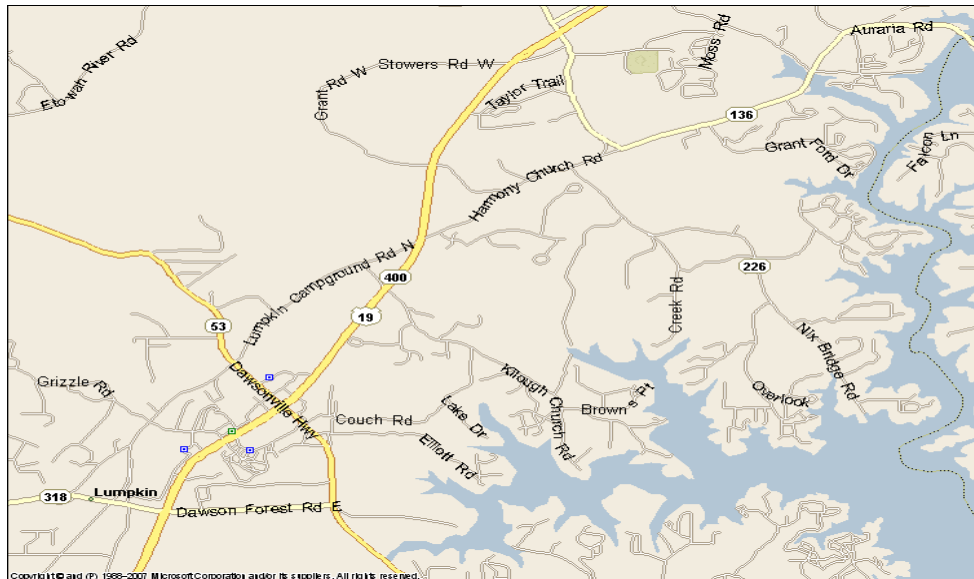 Auraria Rd
Moss Rd
Etowah River Rd
Stowers Rd W
Grant Rd W
Taylor Trail
136
Falcon Ln
Grant Ford Dr
Harmony Church Rd
226
400
Lumpkin Campground Rd N
Creek Rd
19
53
Nix Bridge Rd
Dawsonville Hwy
Grizzle Rd
Killough Church Rd
Overlook
s Pt
Brown
Lake Dr
Couch Rd
Elliott Rd
318
Lumpkin
Dawson Forest Rd E
Copyright © and (P) 1988–2007 Microsoft Corporation and/or its suppliers. All rights reserved.